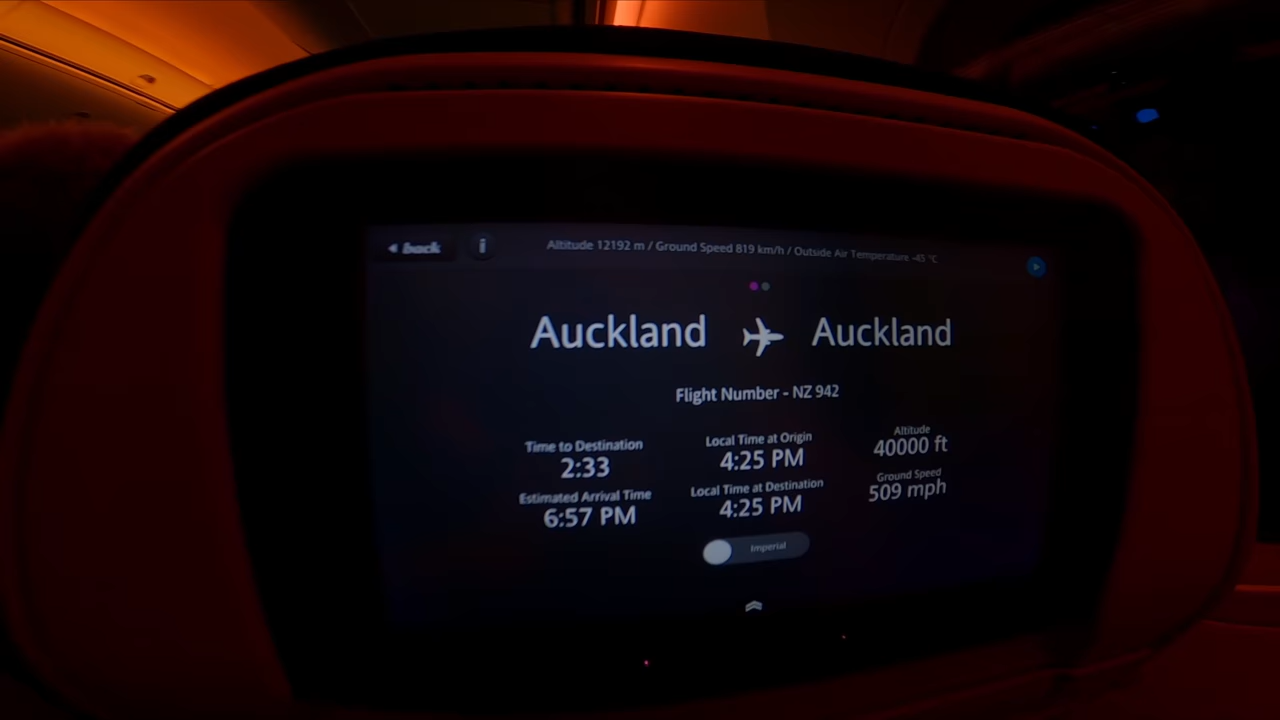 back
i
Altitude 12192 m / Ground Speed 819 km/h / Outside Air Temperature -45 °C
Auckland Auckland
Flight Number - NZ 942
Time to Destination
2:33
Estimated Arrival Time
6:57 PM
Local Time at Origin
4:25 PM
Local Time at Destination
4:25 PM
Altitude
40000 ft
Ground Speed
509 mph
Imperial